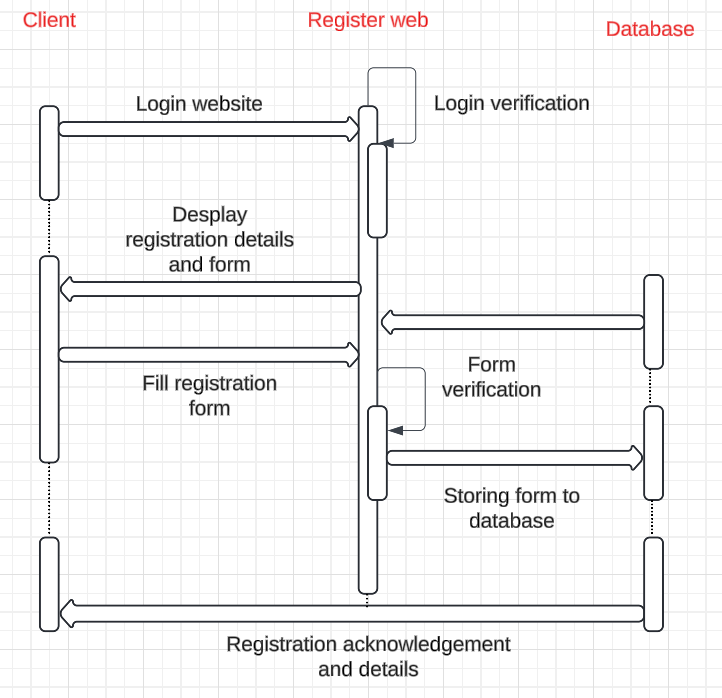 Client
Register web
Database
Login website
Login verification
Desplay
registration details
and form
Fill registration
form
Form
verification
Storing form to
database
Registration acknowledgement
and details